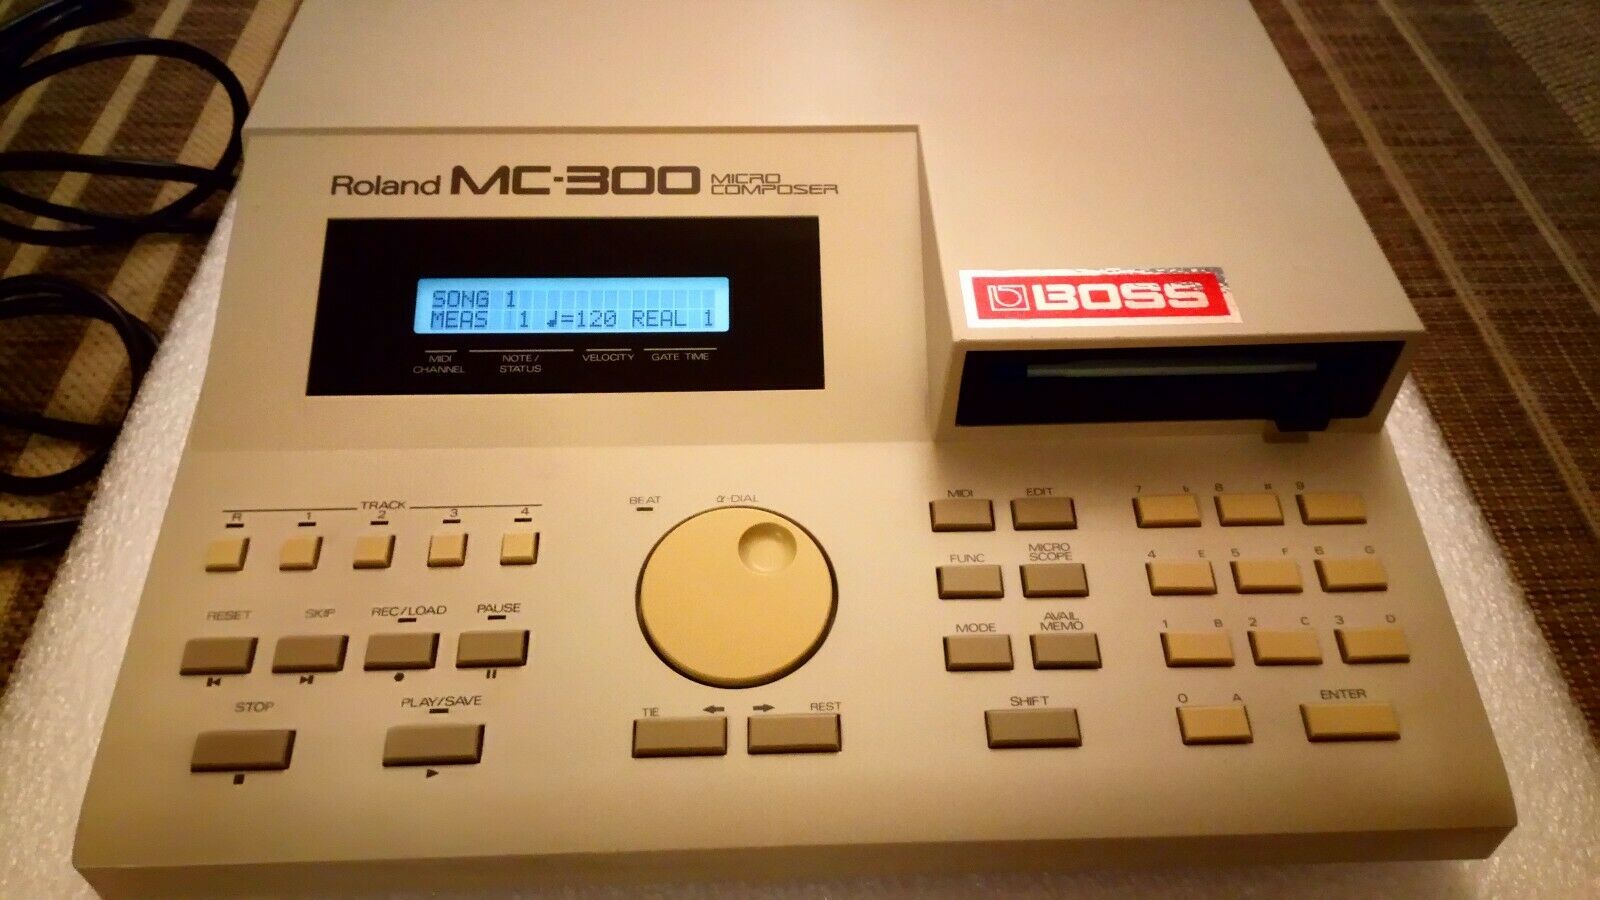 Roland MC-300 MICRO COMPOSER
SONG 1
MEAS 1 ♩=120 REAL 1
MIDI CHANNEL
NOTE / STATUS
VELOCITY
GATE TIME
BOSS
TRACK
R 1 2 3 4
BEAT
α-DIAL
MIDI EDIT
7 b 8 # 9
FUNC MICRO SCOPE
4 E 5 F 6 G
RESET SKIP REC/LOAD PAUSE
MODE AVAIL. MEMO
1 B 2 C 3 D
STOP PLAY/SAVE
TIE REST
SHIFT
0 A ENTER